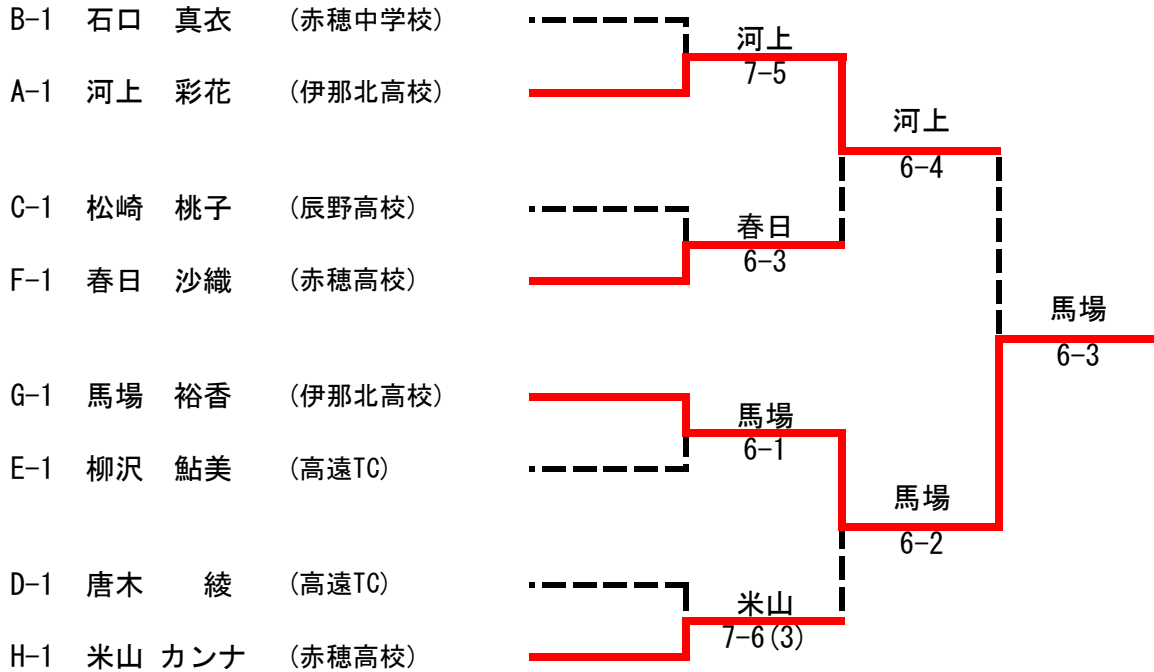 B-1 石口 真衣 (赤穂中学校)
河上
7-5
A-1 河上 彩花 (伊那北高校)
河上
6-4
C-1 松崎 桃子 (辰野高校)
春日
6-3
F-1 春日 沙織 (赤穂高校)
馬場
6-3
G-1 馬場 裕香 (伊那北高校)
馬場
6-1
E-1 柳沢 鮎美 (高遠TC)
馬場
6-2
D-1 唐木 綾 (高遠TC)
米山
7-6(3)
H-1 米山 カンナ (赤穂高校)